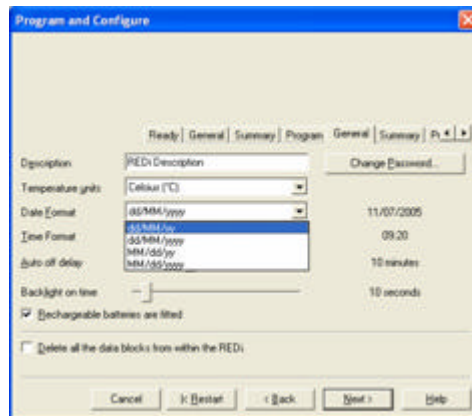 Program and Configure
Ready General Summary Program General Summary
Description REDi Description Change Password...
Temperature units Celsius (°C)
Date Format dd/MM/yyyy 11/07/2005
dd/MM/yy
Time Format dd/MM/yyyy 09:20
MM/dd/yy
Auto off delay MM/dd/yyyy 10 minutes
Backlight on time 10 seconds
Rechargeable batteries are fitted
Delete all the data blocks from within the REDi.
Cancel |< Restart < Back Next > Help